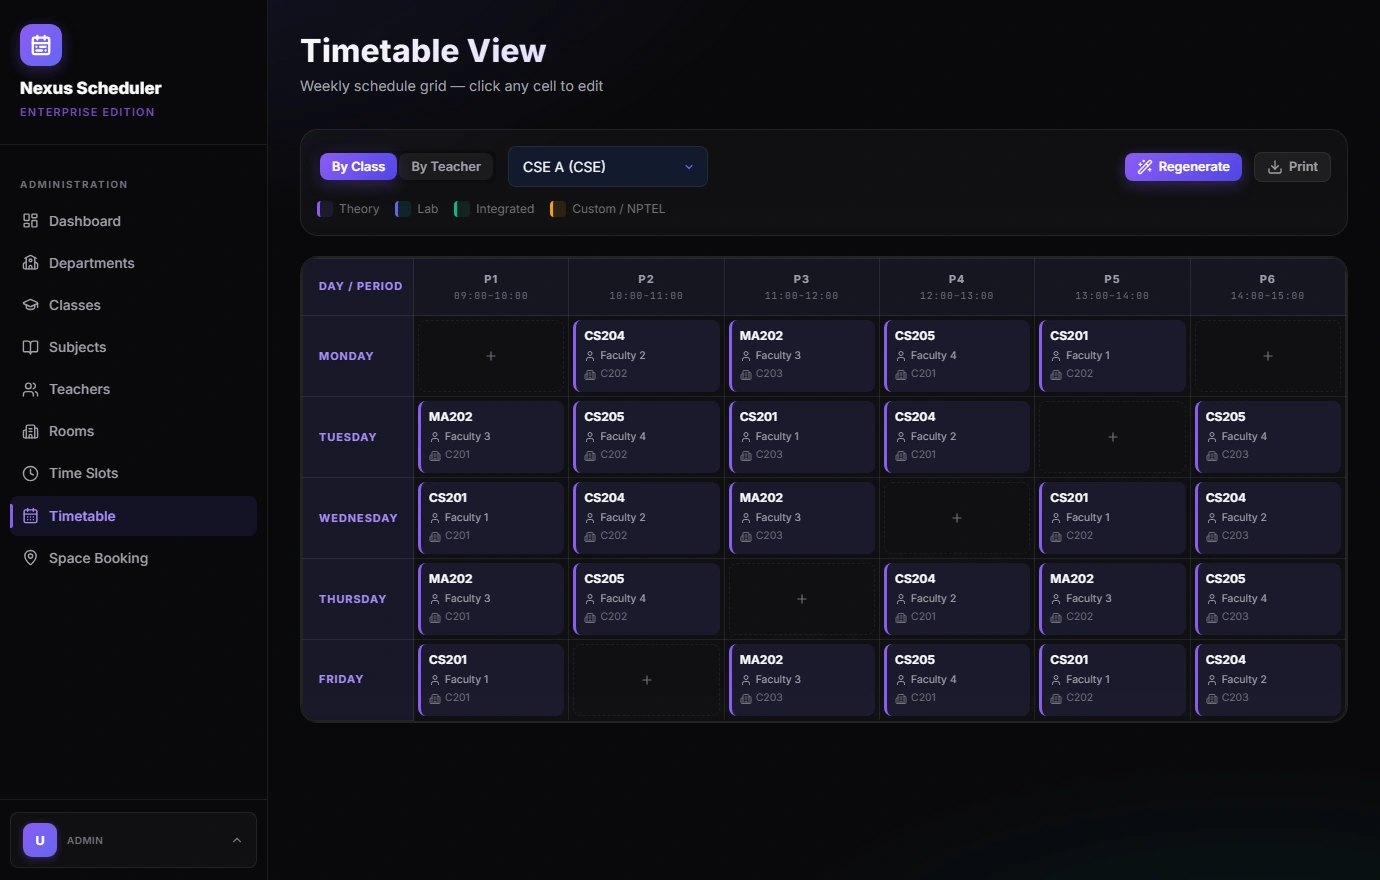 Nexus Scheduler
ENTERPRISE EDITION
ADMINISTRATION
Dashboard
Departments
Classes
Subjects
Teachers
Rooms
Time Slots
Timetable
Space Booking
U ADMIN
Timetable View
Weekly schedule grid — click any cell to edit
By Class By Teacher CSE A (CSE) Regenerate Print
Theory Lab Integrated Custom / NPTEL
DAY / PERIOD P1 P2 P3 P4 P5 P6
09:00-10:00 10:00-11:00 11:00-12:00 12:00-13:00 13:00-14:00 14:00-15:00
MONDAY
+ CS204 MA202 CS205 CS201 +
Faculty 2 Faculty 3 Faculty 4 Faculty 1
C202 C203 C201 C202
TUESDAY
MA202 CS205 CS201 CS204 + CS205
Faculty 3 Faculty 4 Faculty 1 Faculty 2 Faculty 4
C201 C202 C203 C201 C203
WEDNESDAY
CS201 CS204 MA202 + CS201 CS204
Faculty 1 Faculty 2 Faculty 3 Faculty 1 Faculty 2
C201 C202 C203 C202 C203
THURSDAY
MA202 CS205 + CS204 MA202 CS205
Faculty 3 Faculty 4 Faculty 2 Faculty 3 Faculty 4
C201 C202 C201 C202 C203
FRIDAY
CS201 + MA202 CS205 CS201 CS204
Faculty 1 Faculty 3 Faculty 4 Faculty 1 Faculty 2
C201 C203 C201 C202 C203